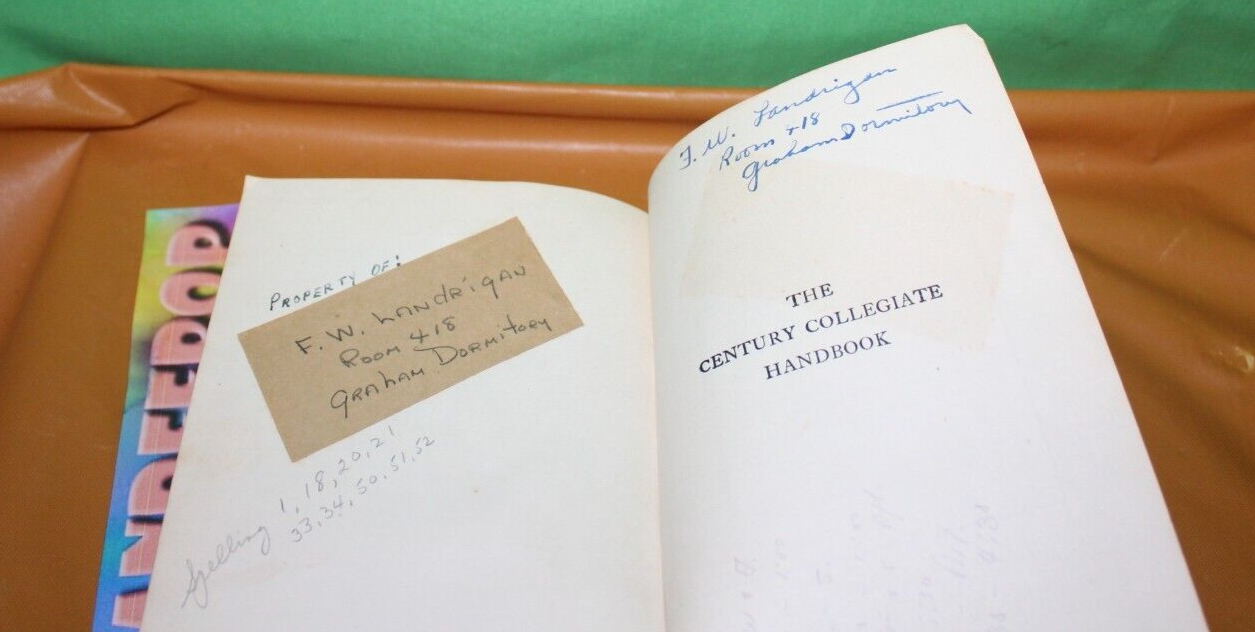 PROPERTY OF:
F. W. LANDRIGAN
ROOM 418
GRAHAM DORMITORY
Spelling 1, 18, 20, 21
33, 34, 50, 51, 52
F. W. Landrigan
Room 418
Graham Dormitory
THE
CENTURY COLLEGIATE
HANDBOOK